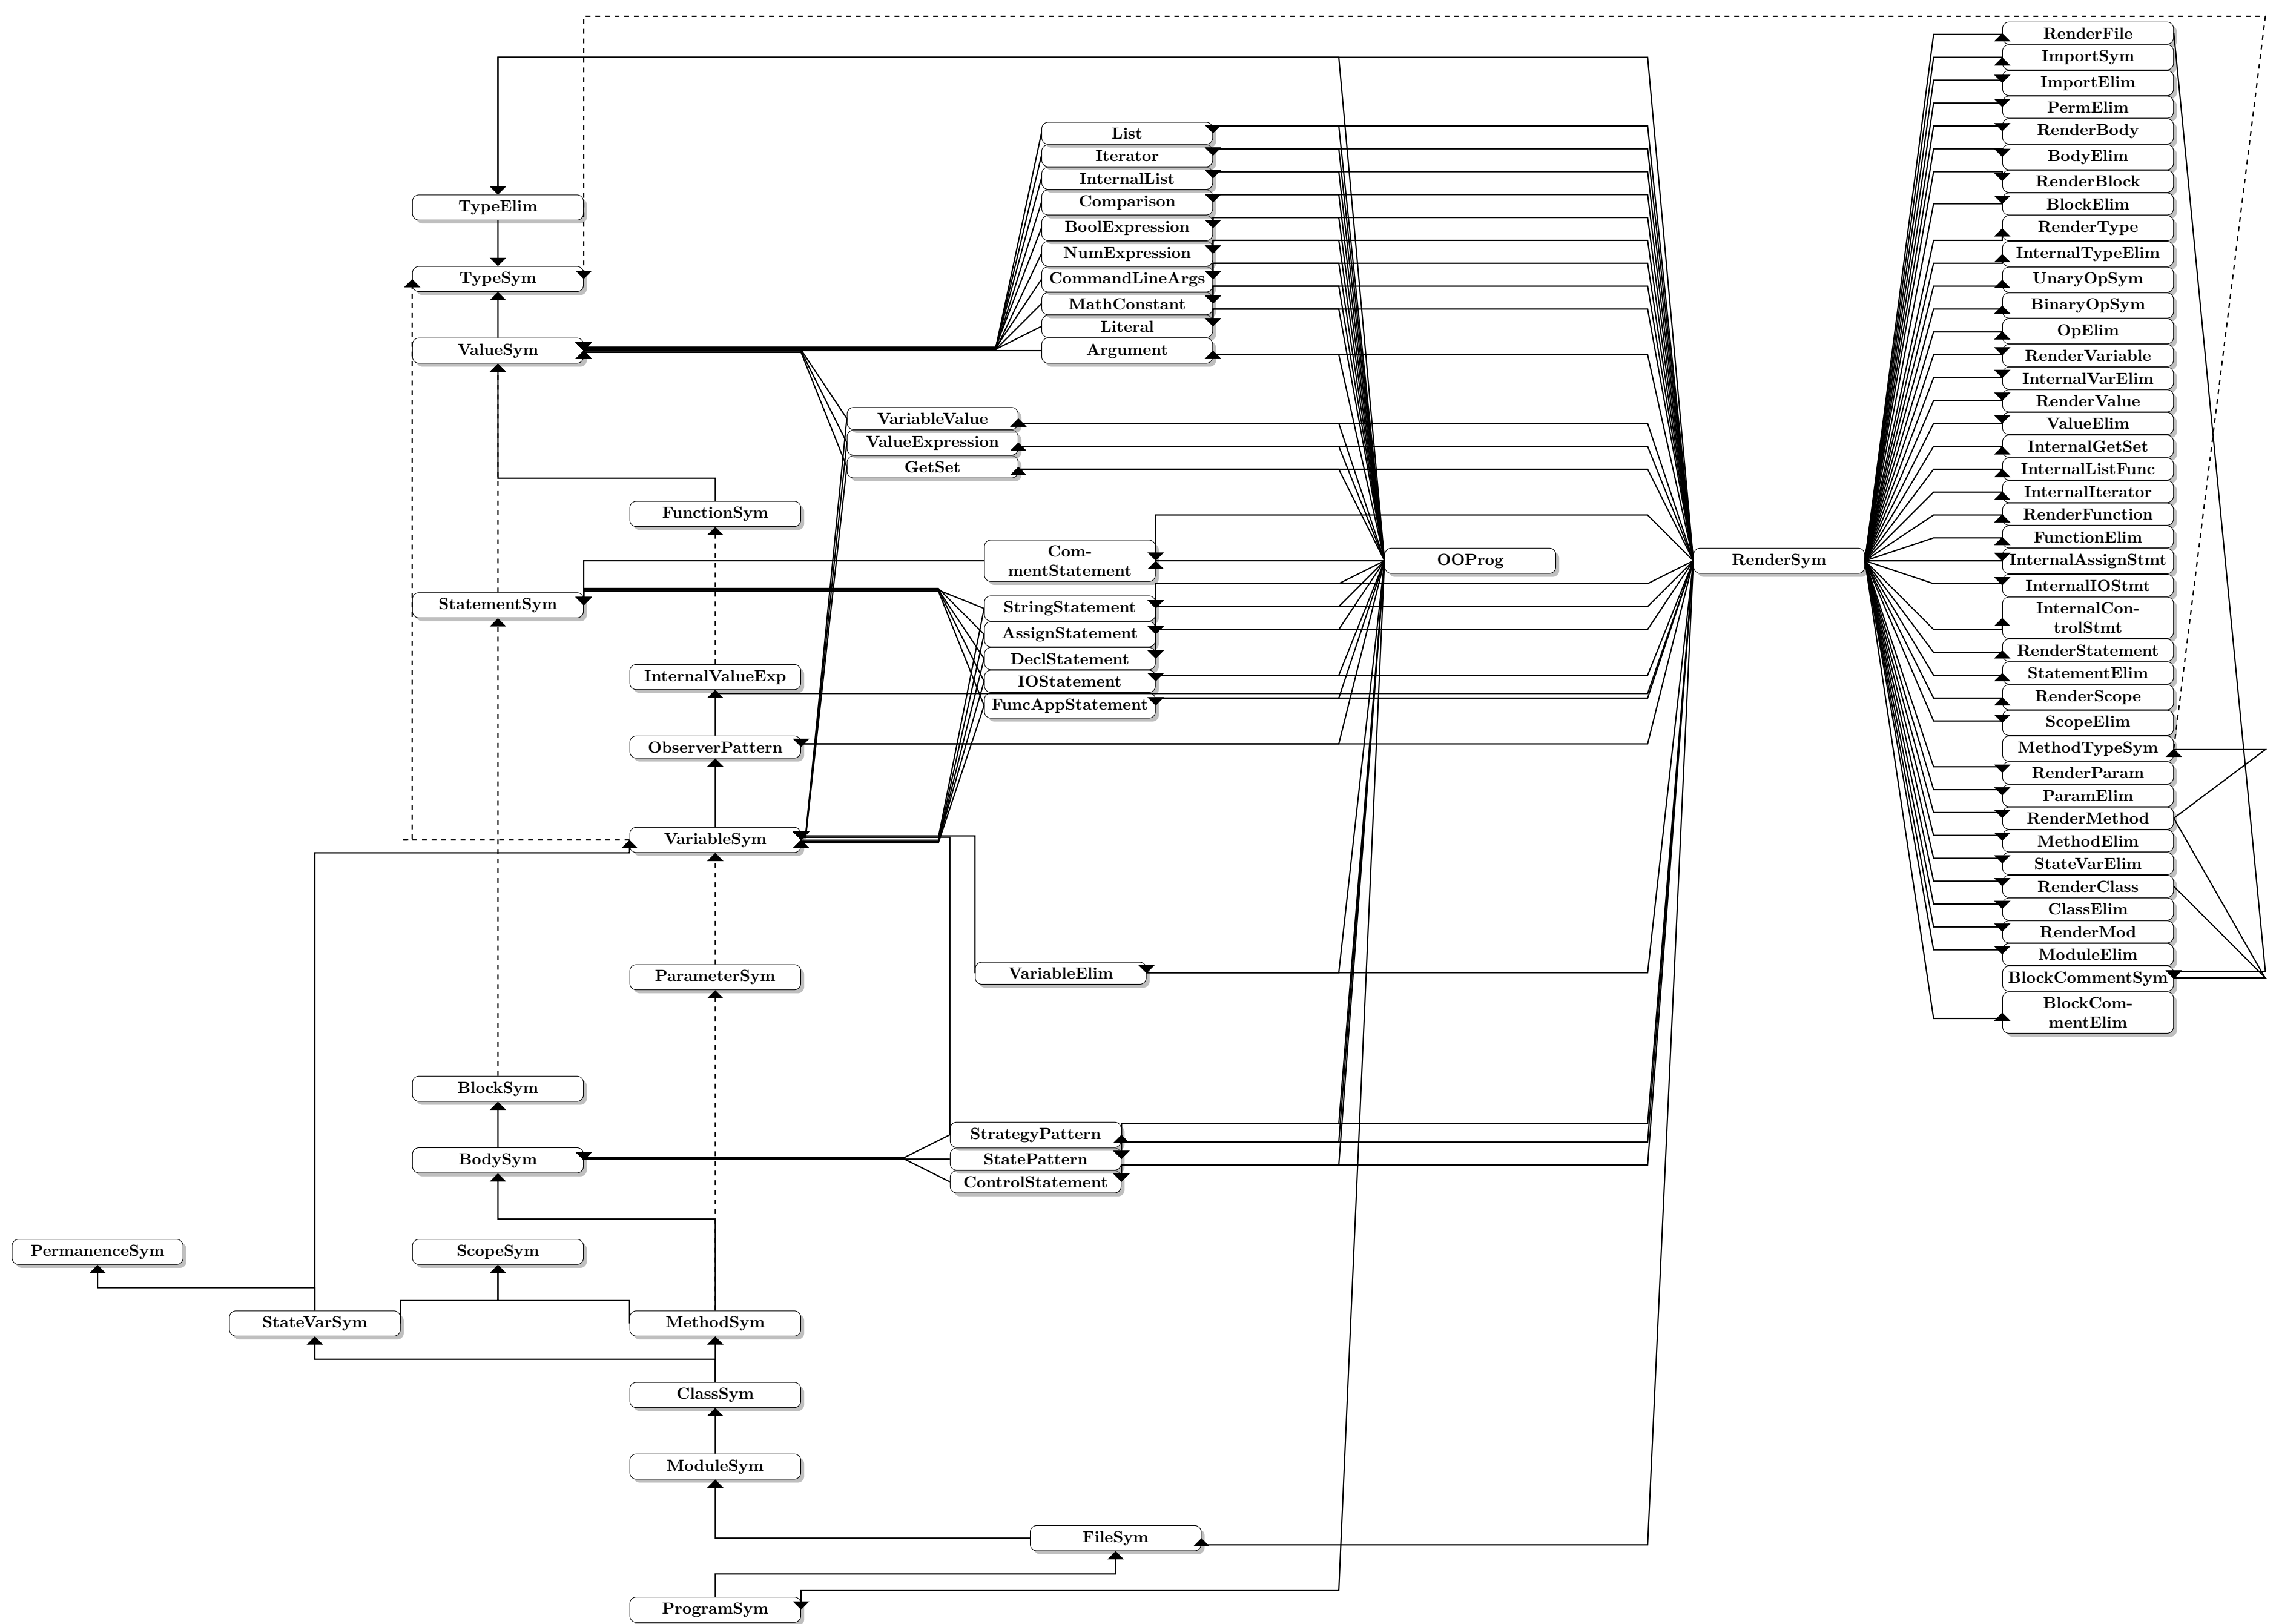 RenderFile
ImportSym
ImportElim
PermElim
RenderBody
BodyElim
RenderBlock
BlockElim
RenderType
InternalTypeElim
UnaryOpSym
BinaryOpSym
OpElim
RenderVariable
InternalVarElim
RenderValue
ValueElim
InternalGetSet
InternalListFunc
InternalIterator
RenderFunction
FunctionElim
InternalAssignStmt
InternalIOStmt
InternalCon-
trolStmt
RenderStatement
StatementElim
RenderScope
ScopeElim
MethodTypeSym
RenderParam
ParamElim
RenderMethod
MethodElim
StateVarElim
RenderClass
ClassElim
RenderMod
ModuleElim
BlockCommentSym
BlockCom-
mentElim
List
Iterator
InternalList
Comparison
BoolExpression
NumExpression
CommandLineArgs
MathConstant
Literal
Argument
TypeElim
TypeSym
ValueSym
VariableValue
ValueExpression
GetSet
FunctionSym
Com-
mentStatement
OOProg
RenderSym
StatementSym
StringStatement
AssignStatement
DeclStatement
IOStatement
FuncAppStatement
InternalValueExp
ObserverPattern
VariableSym
ParameterSym
VariableElim
BlockSym
BodySym
StrategyPattern
StatePattern
ControlStatement
PermanenceSym
ScopeSym
StateVarSym
MethodSym
ClassSym
ModuleSym
FileSym
ProgramSym